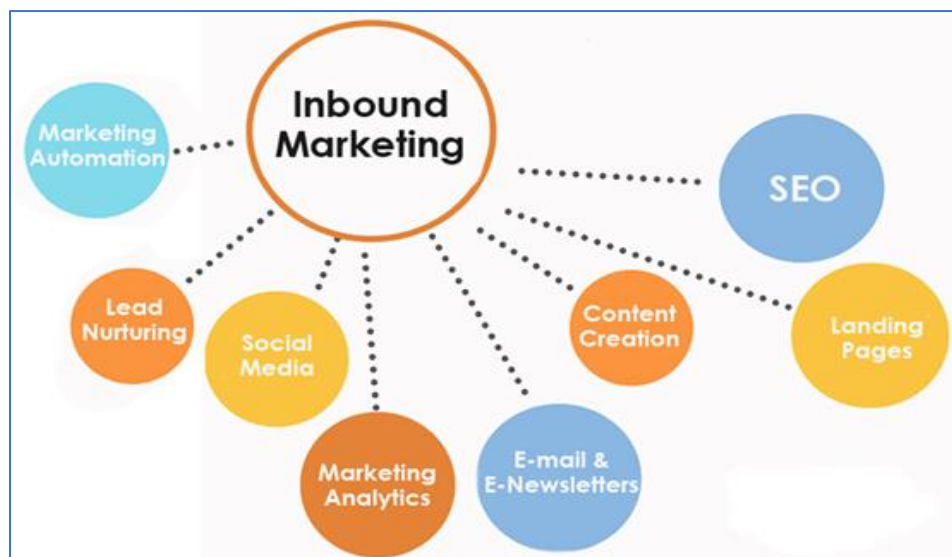 Inbound
Marketing
Marketing
Automation
SEO
Lead
Nurturing
Social
Media
Content
Creation
Landing
Pages
Marketing
Analytics
E-mail &
E-Newsletters